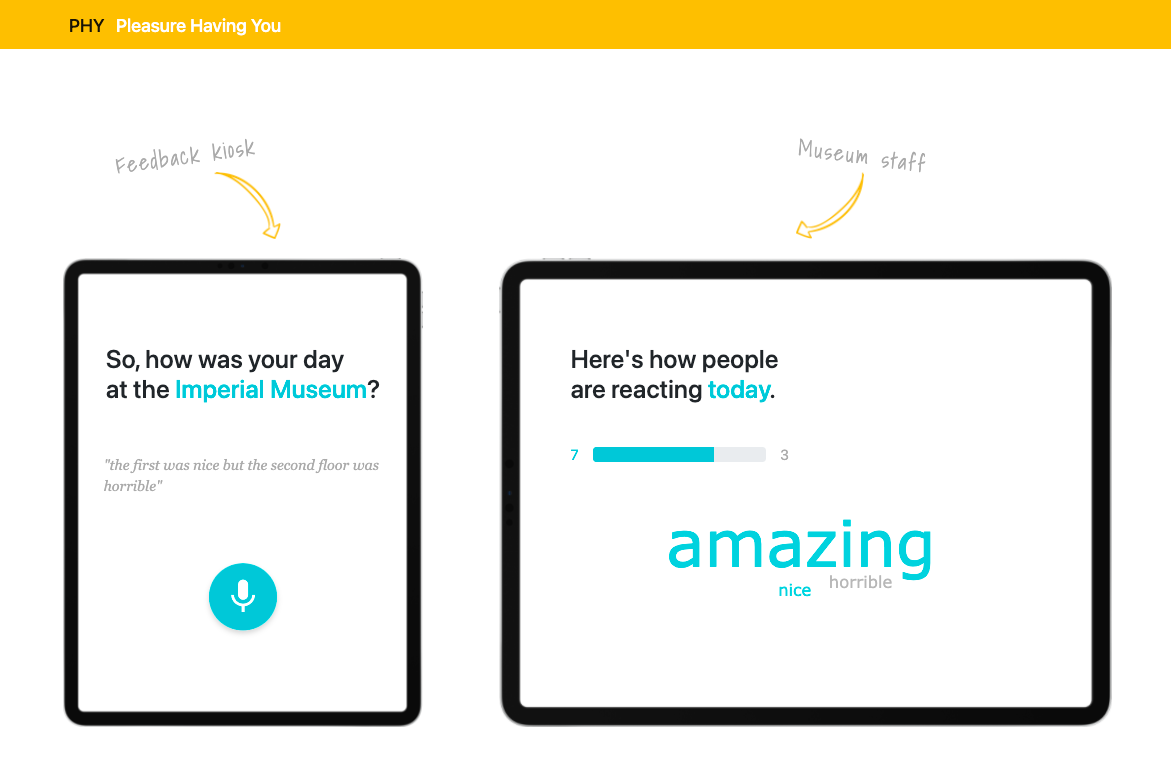 PHY Pleasure Having You
Feedback kiosk
Museum staff
So, how was your day
at the Imperial Museum?
"the first was nice but the second floor was
horrible"
Here's how people
are reacting today.
7 3
amazing
nice horrible